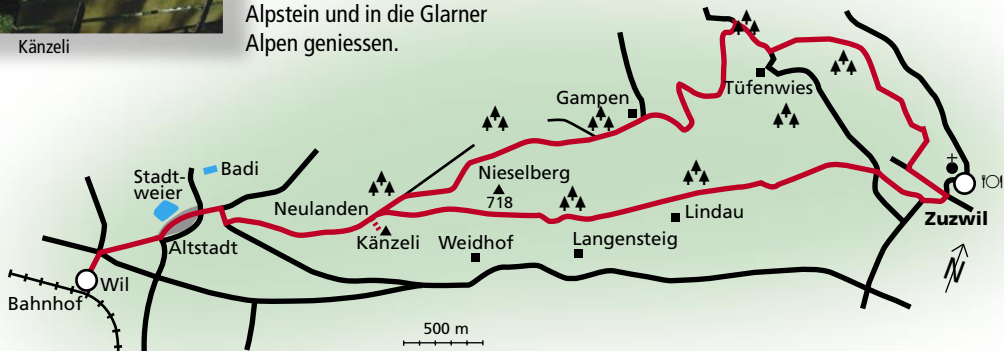 Alpstein und in die Glarner
Alpen geniessen.
Känzeli
Gampen
Tüfenwies
Badi
Stadt-
weier
Nieselberg
718
Neulanden
Känzeli
Lindau
Zuzwil
Altstadt
Weidhof
Langensteig
Wil
Bahnhof
N
500 m